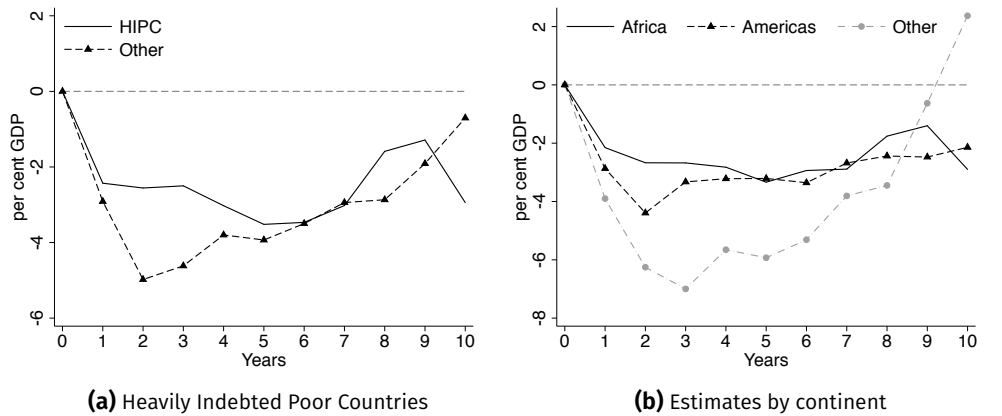 HIPC
Other
per cent GDP
2
0
-2
-4
-6
0 1 2 3 4 5 6 7 8 9 10
Years
(a) Heavily Indebted Poor Countries
Africa Americas Other
per cent GDP
2
0
-2
-4
-6
-8
0 1 2 3 4 5 6 7 8 9 10
Years
(b) Estimates by continent